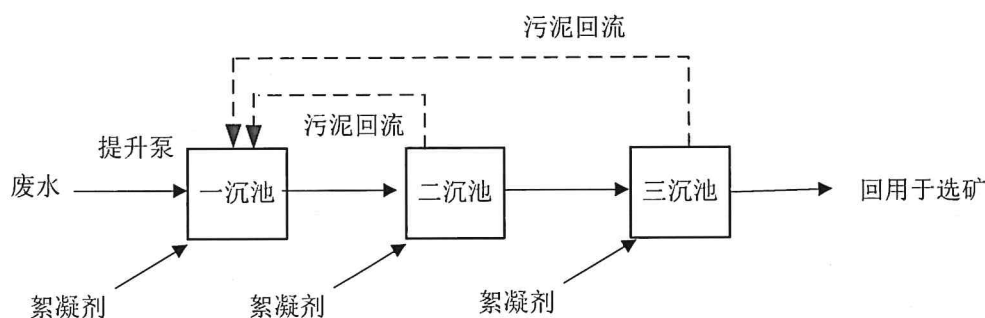 污泥回流
污泥回流
提升泵
废水
一沉池
二沉池
三沉池
回用于选矿
絮凝剂
絮凝剂
絮凝剂